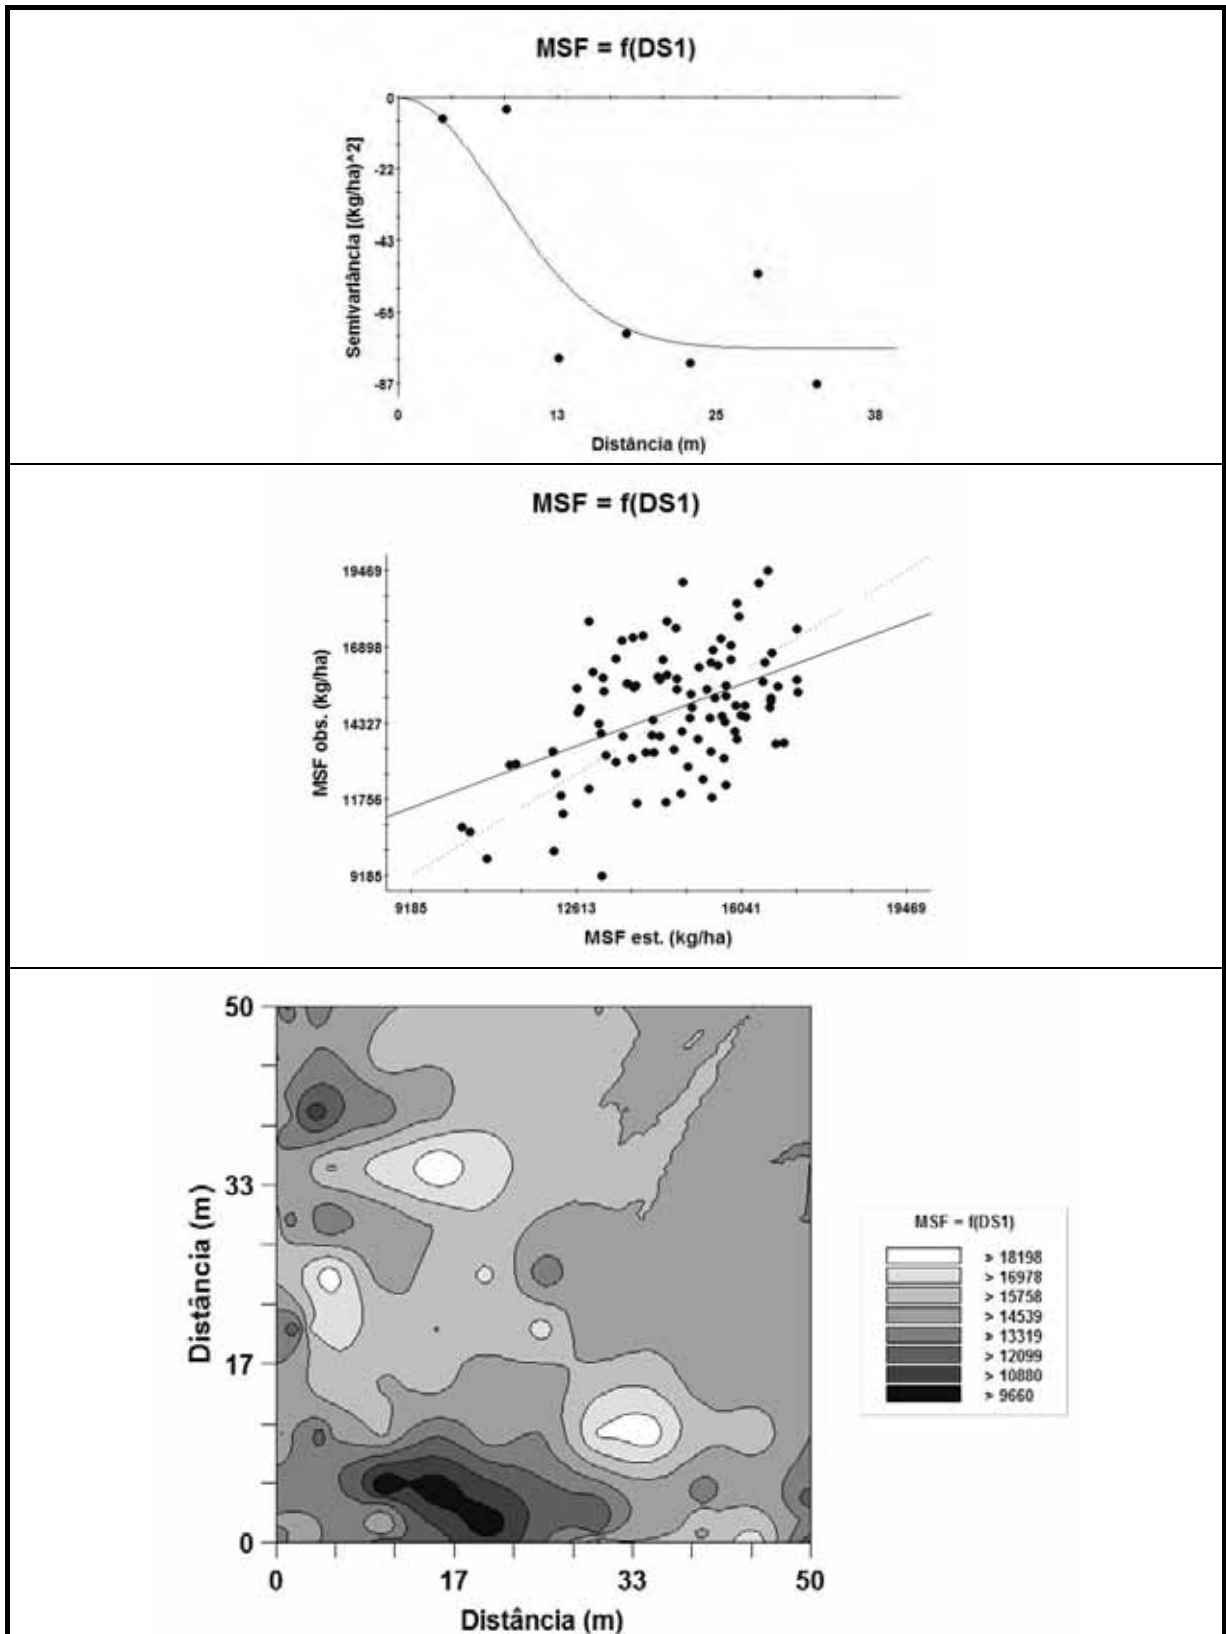 MSF = f(DS1)
0
-22
-43
-65
-87
Semivariância [(kg/ha)^2]
0 13 25 38
Distância (m)
MSF = f(DS1)
19469
16898
14327
11756
9185
MSF obs. (kg/ha)
9185 12613 16041 19469
MSF est. (kg/ha)
50
33
17
0
Distância (m)
0 17 33 50
Distância (m)
MSF = f(DS1)
> 18198
> 16978
> 15758
> 14539
> 13319
> 12099
> 10880
> 9660